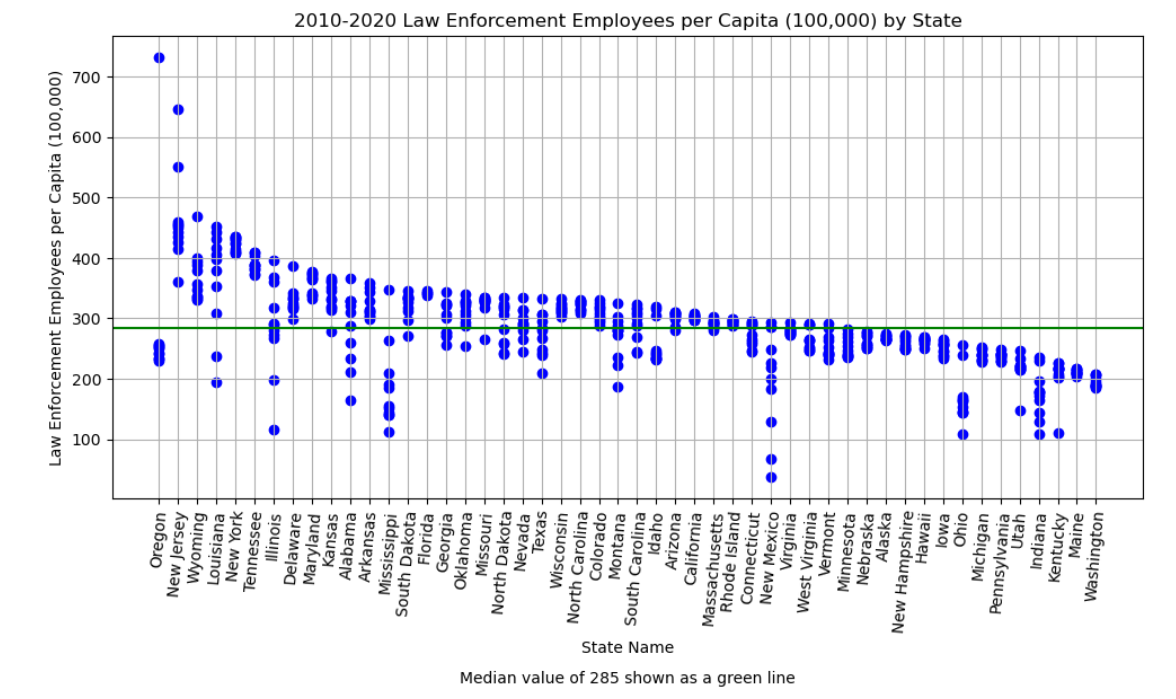 2010-2020 Law Enforcement Employees per Capita (100,000) by State
Law Enforcement Employees per Capita (100,000)
700
600
500
400
300
200
100
Oregon
New Jersey
Wyoming
Louisiana
New York
Tennessee
Illinois
Delaware
Maryland
Kansas
Alabama
Arkansas
Mississippi
South Dakota
Florida
Georgia
Oklahoma
Missouri
North Dakota
Nevada
Texas
Wisconsin
North Carolina
Colorado
Montana
South Carolina
Idaho
Arizona
California
Massachusetts
Rhode Island
Connecticut
New Mexico
Virginia
West Virginia
Vermont
Minnesota
Nebraska
Alaska
New Hampshire
Hawaii
Iowa
Ohio
Michigan
Pennsylvania
Utah
Indiana
Kentucky
Maine
Washington
State Name
Median value of 285 shown as a green line